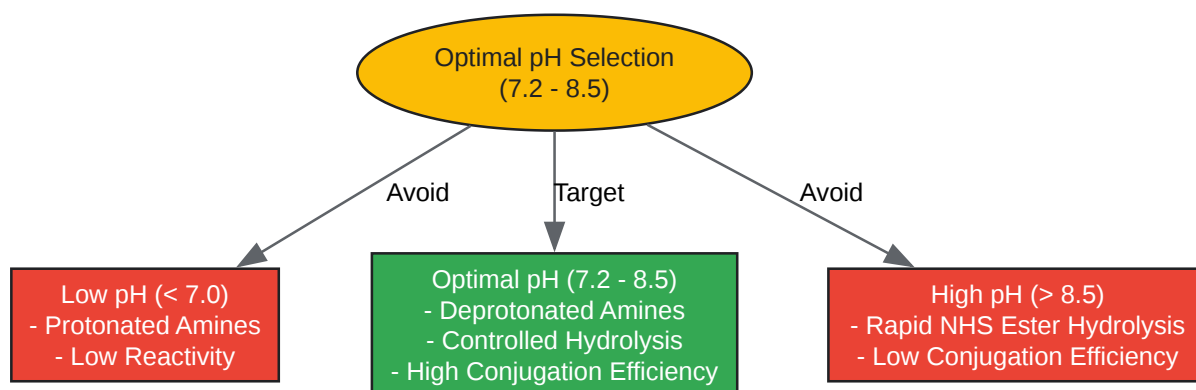 Optimal pH Selection
(7.2 - 8.5)
Avoid
Target
Avoid
Low pH (< 7.0)
- Protonated Amines
- Low Reactivity
Optimal pH (7.2 - 8.5)
- Deprotonated Amines
- Controlled Hydrolysis
- High Conjugation Efficiency
High pH (> 8.5)
- Rapid NHS Ester Hydrolysis
- Low Conjugation Efficiency